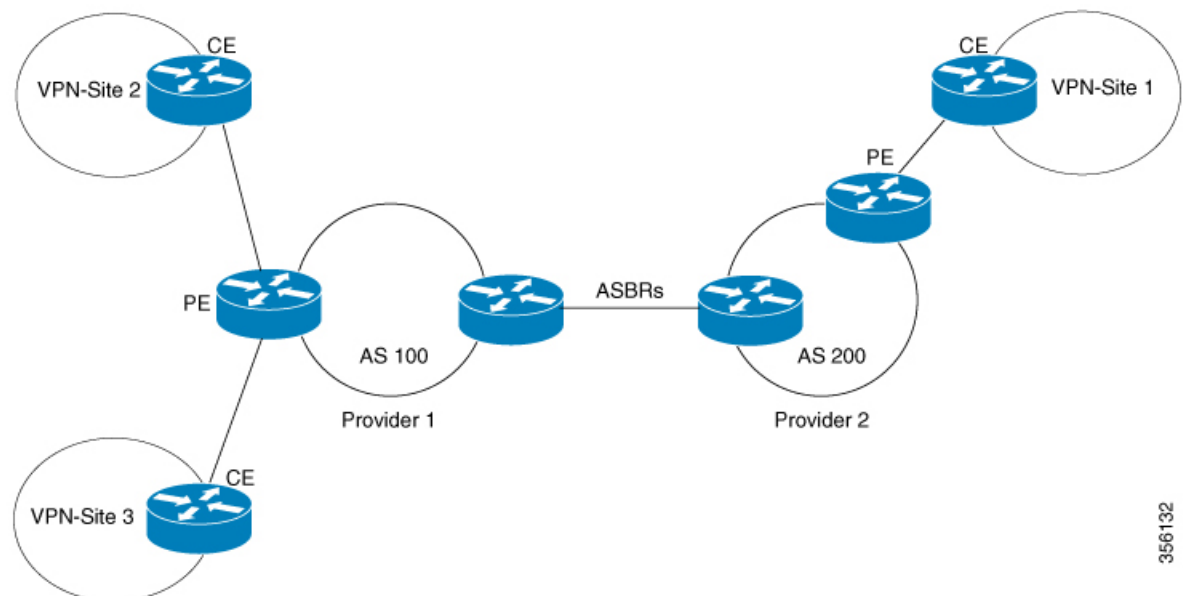 CE
VPN-Site 2
CE
VPN-Site 1
PE
PE
ASBRs
AS 100
AS 200
Provider 1
Provider 2
CE
VPN-Site 3
356132